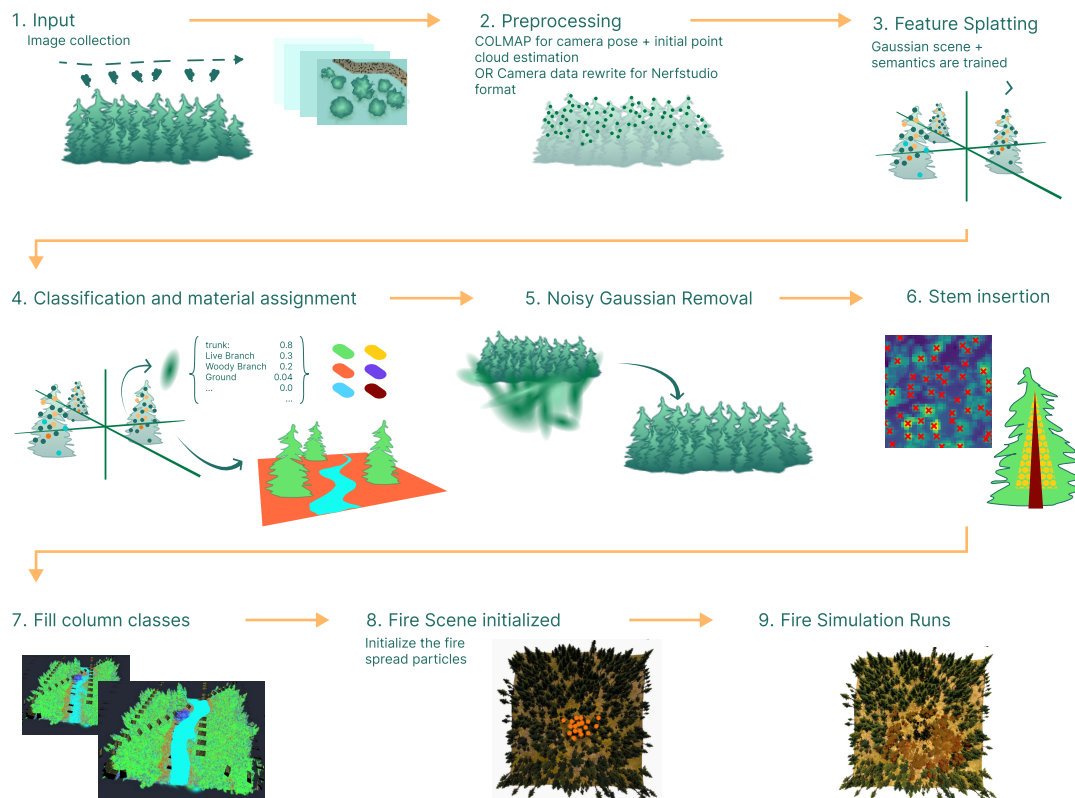 1. Input
Image collection
2. Preprocessing
COLMAP for camera pose + initial point
cloud estimation
OR Camera data rewrite for Nerfstudio
format
3. Feature Splatting
Gaussian scene +
semantics are trained
4. Classification and material assignment
trunk: 0.8
Live Branch 0.3
Woody Branch 0.2
Ground 0.04
... 0.0
...
5. Noisy Gaussian Removal
6. Stem insertion
7. Fill column classes
8. Fire Scene initialized
Initialize the fire
spread particles
9. Fire Simulation Runs